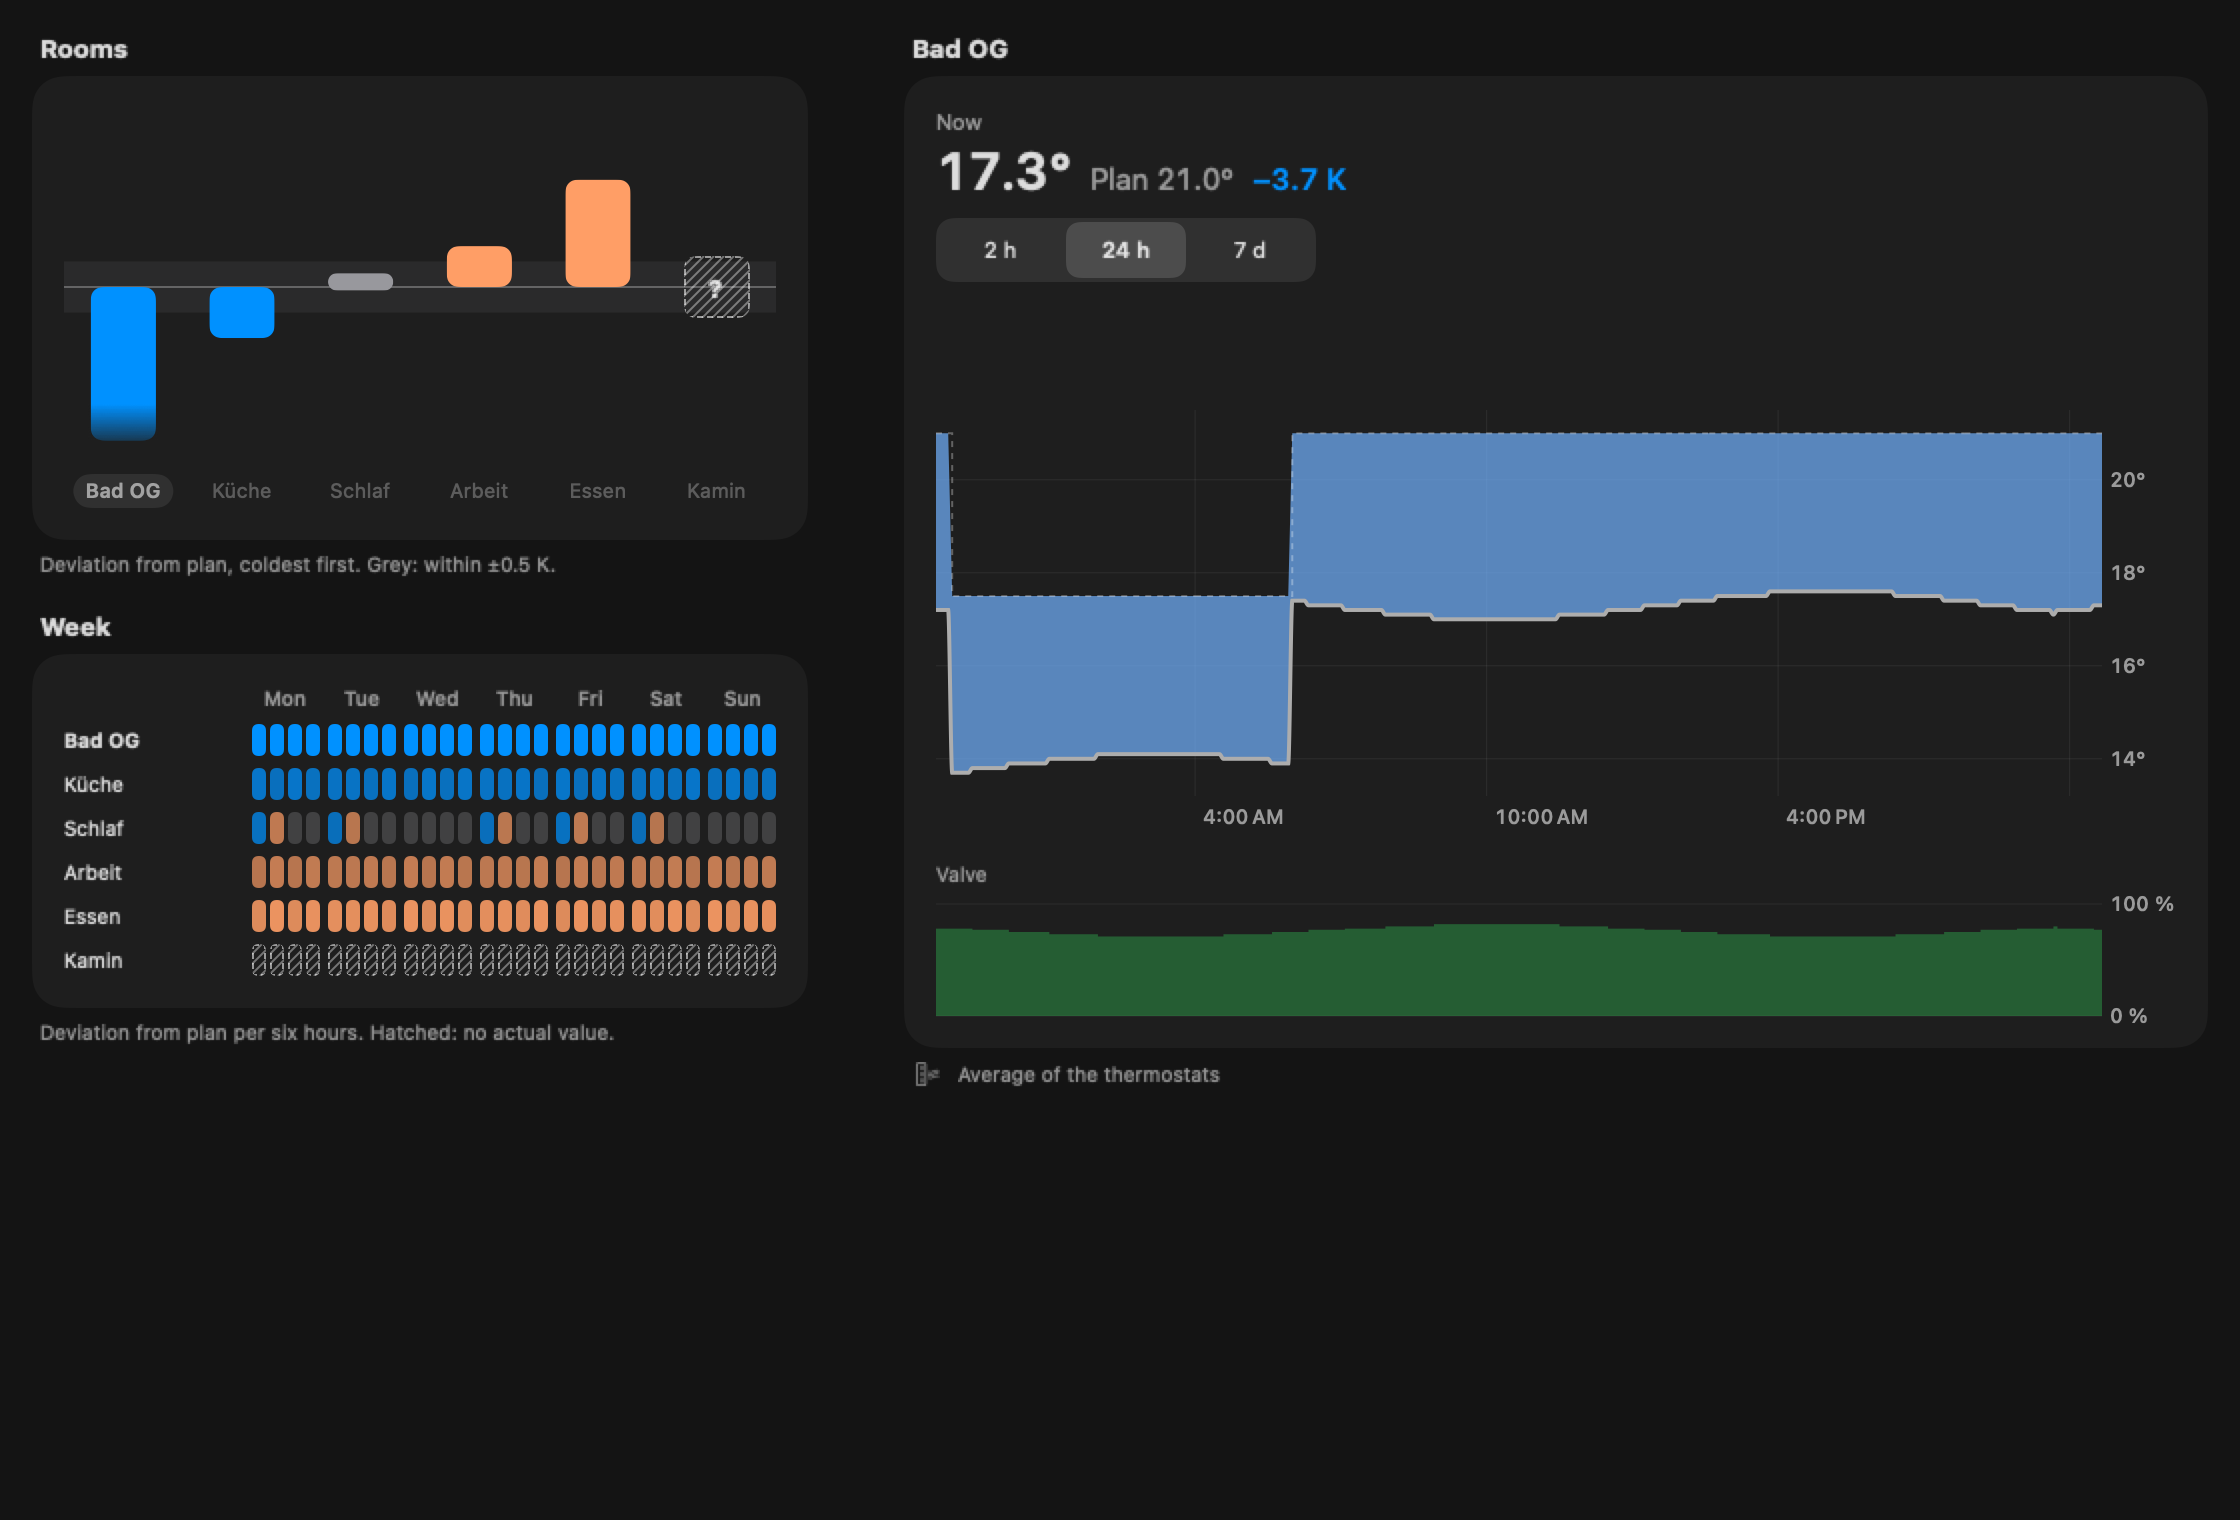 Rooms
?
Bad OG Küche Schlaf Arbeit Essen Kamin
Deviation from plan, coldest first. Grey: within ±0.5 K.
Week
Mon Tue Wed Thu Fri Sat Sun
Bad OG
Küche
Schlaf
Arbeit
Essen
Kamin
Deviation from plan per six hours. Hatched: no actual value.
Bad OG
Now
17.3° Plan 21.0° −3.7 K
2 h 24 h 7 d
20°
18°
16°
14°
4:00 AM 10:00 AM 4:00 PM
Valve
100 %
0 %
Average of the thermostats